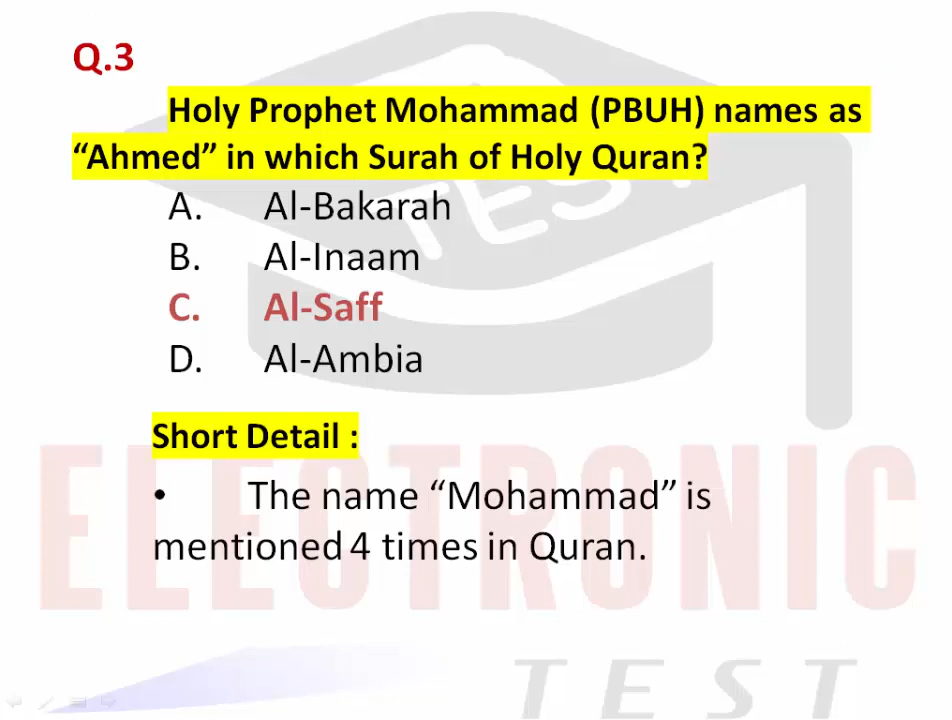 Q.3
Holy Prophet Mohammad (PBUH) names as
“Ahmed” in which Surah of Holy Quran?
A. Al-Bakarah
B. Al-Inaam
C. Al-Saff
D. Al-Ambia
Short Detail :
• The name “Mohammad” is
mentioned 4 times in Quran.
TEST
ELECTRONIC
TEST